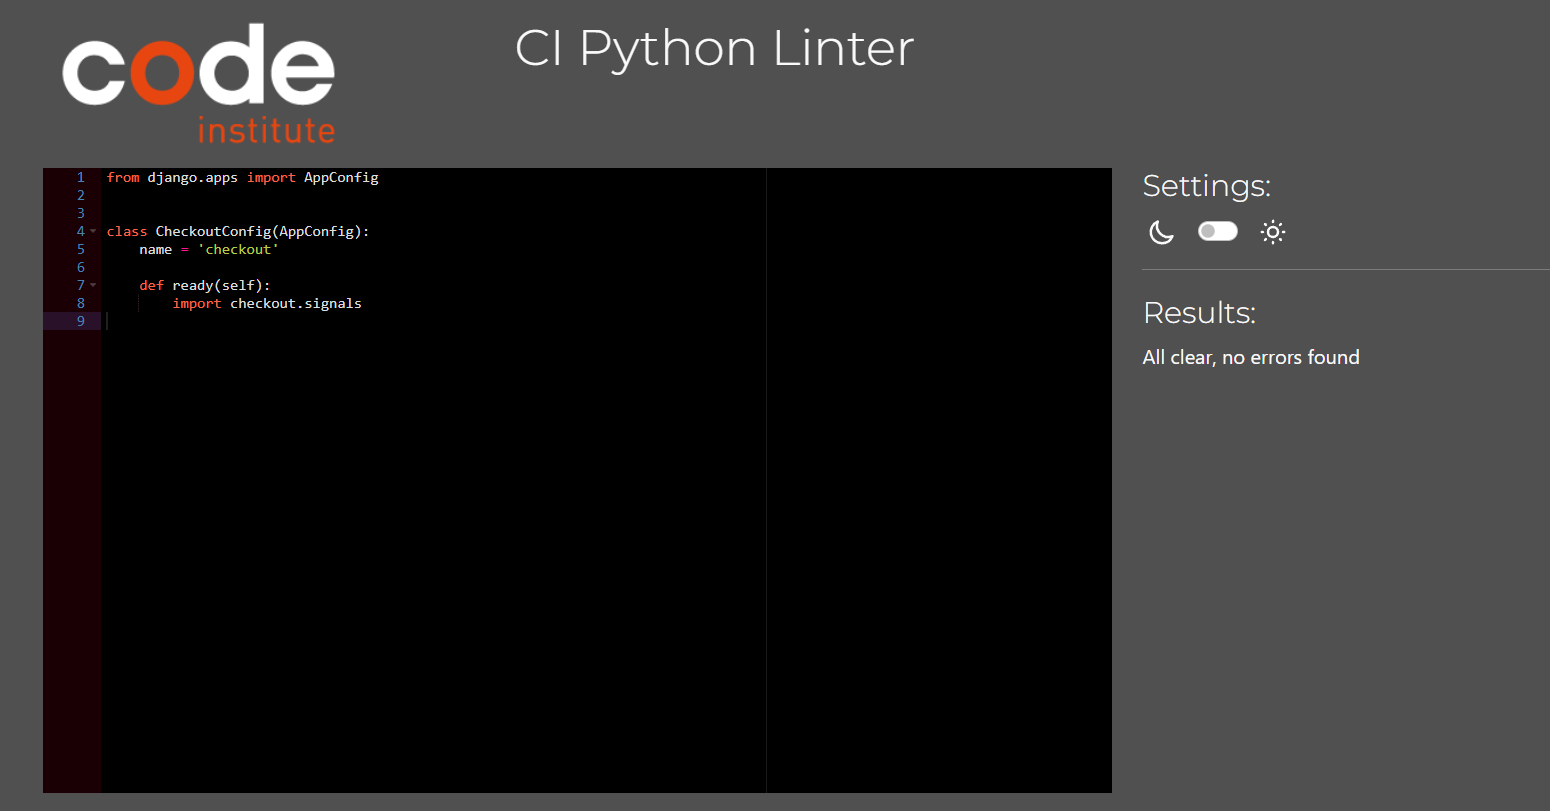 code
institute
CI Python Linter
1 from django.apps import AppConfig
2
3
4 class CheckoutConfig(AppConfig):
5     name = 'checkout'
6
7     def ready(self):
8         import checkout.signals
9
Settings:
Results:
All clear, no errors found